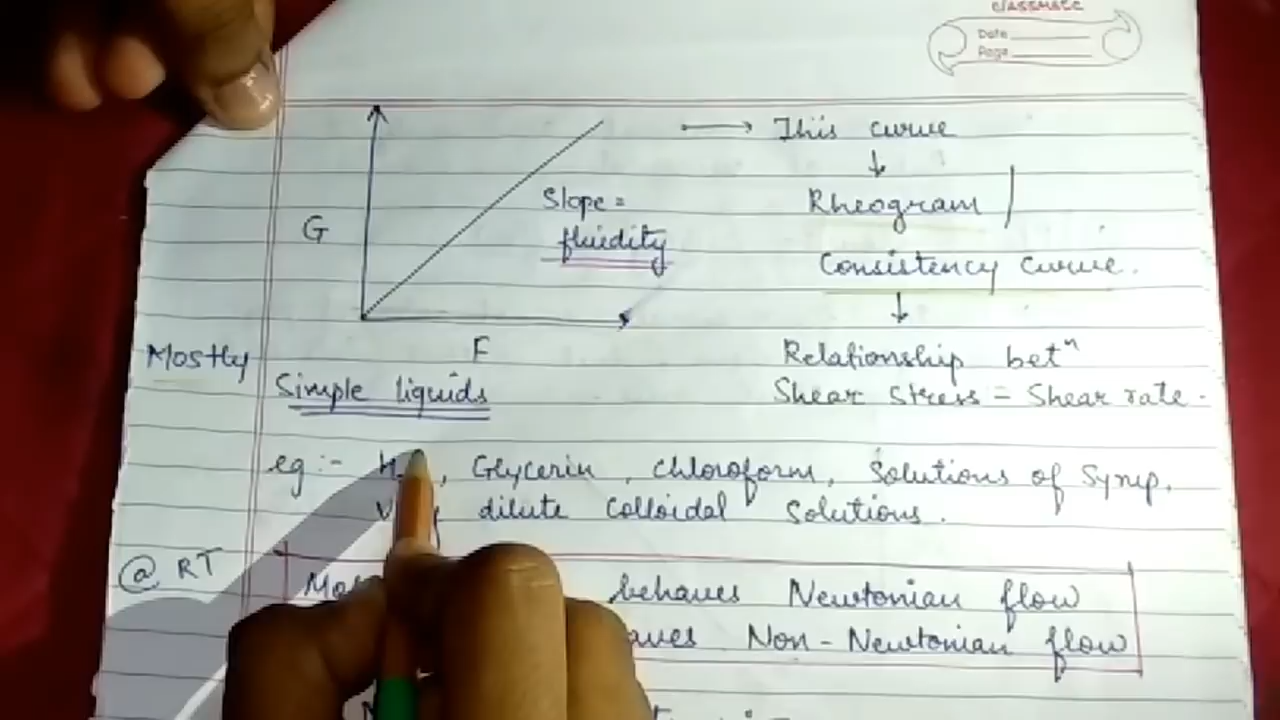 classmate
Date
Page
→ This curve
↓
G
Slope =
fluidity
Rheogram /
Consistency curve.
↓
F
Mostly
Simple liquids
Relationship betⁿ
Shear stress - Shear rate.
eg :- , Glycerin , chloroform, Solutions of Syrup.
dilute Colloidal Solutions.
@ RT
behaves Newtonian flow
Non-Newtonian flow